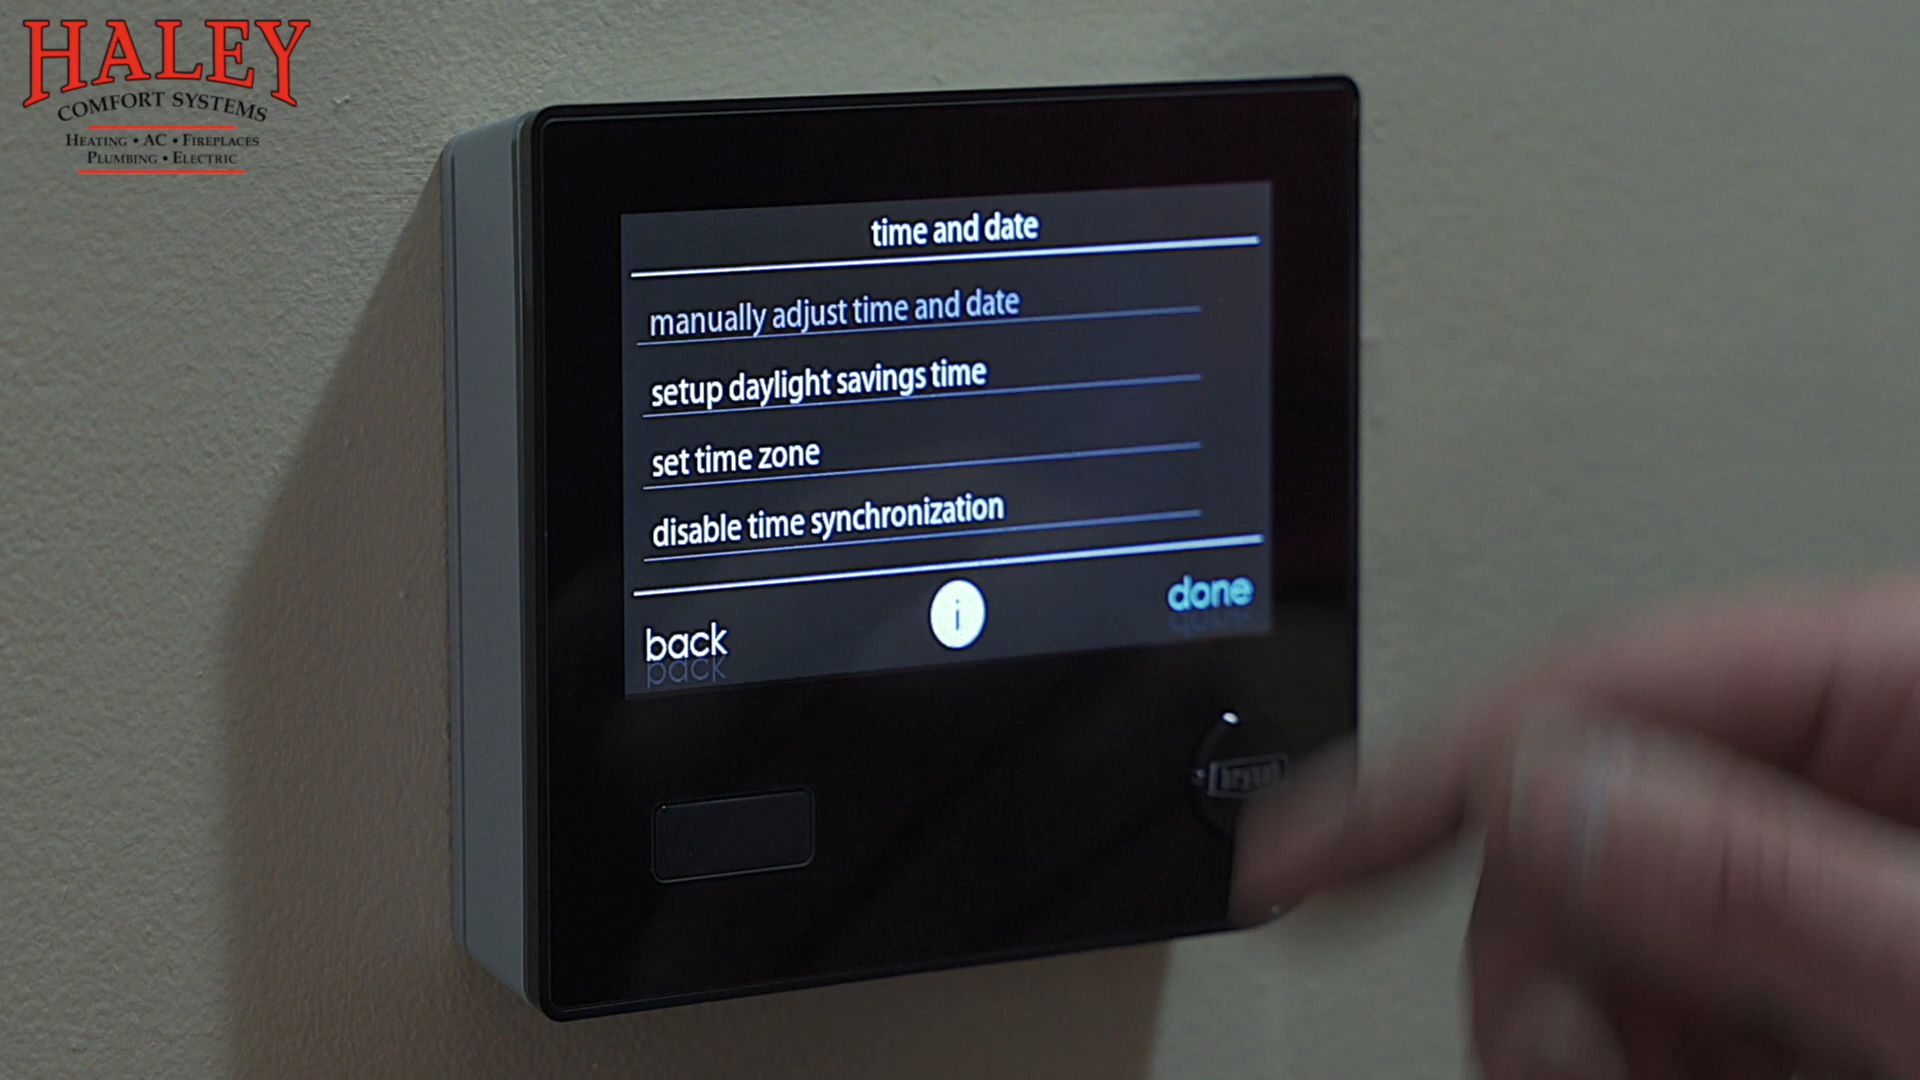 HALEY
COMFORT SYSTEMS
HEATING • AC • FIREPLACES
PLUMBING • ELECTRIC
time and date
manually adjust time and date
setup daylight savings time
set time zone
disable time synchronization
back
i
done
bryant